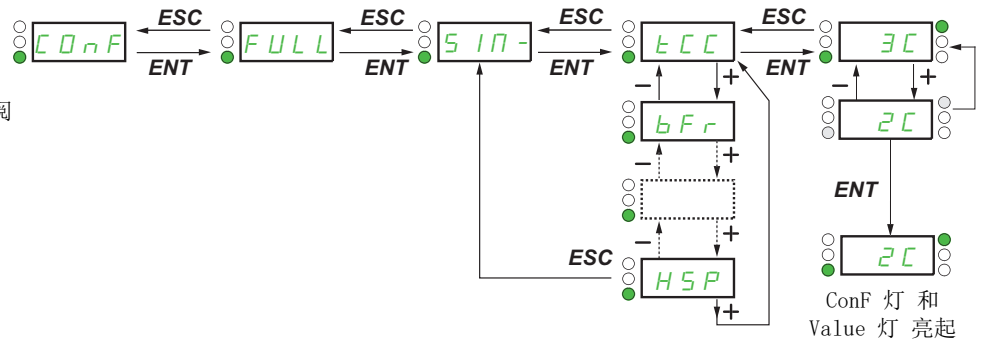 ESC ESC ESC ESC
COnF FULL SIM- tCC 3C
ENT ENT ENT ENT
− + − +
bFr 2C
− +
ENT
− +
ESC
HSP 2C
+
ConF 灯 和
Value 灯 亮起